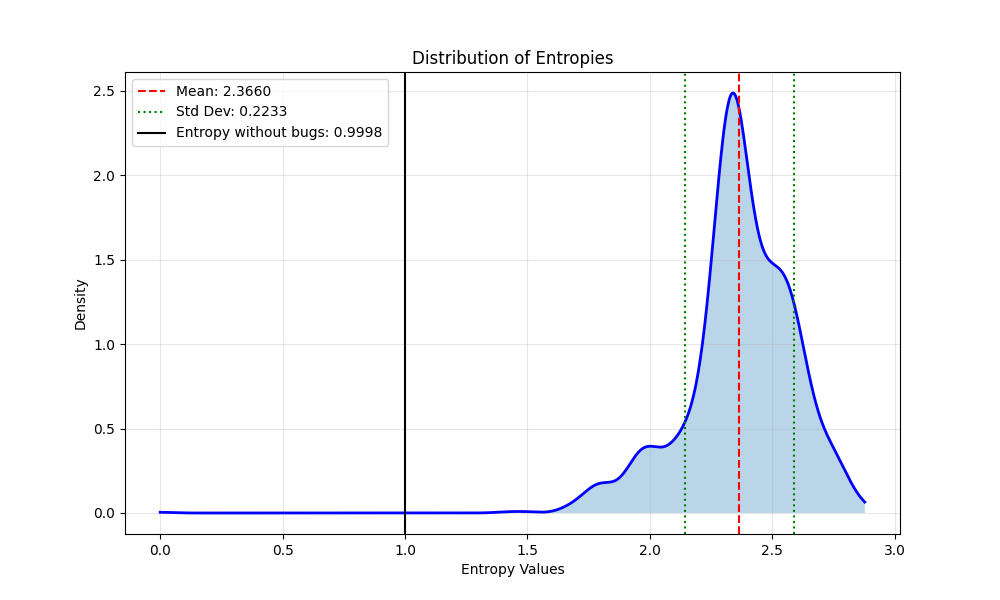 Distribution of Entropies
Mean: 2.3660
Std Dev: 0.2233
Entropy without bugs: 0.9998
2.5
2.0
1.5
1.0
0.5
0.0
Density
0.0 0.5 1.0 1.5 2.0 2.5 3.0
Entropy Values